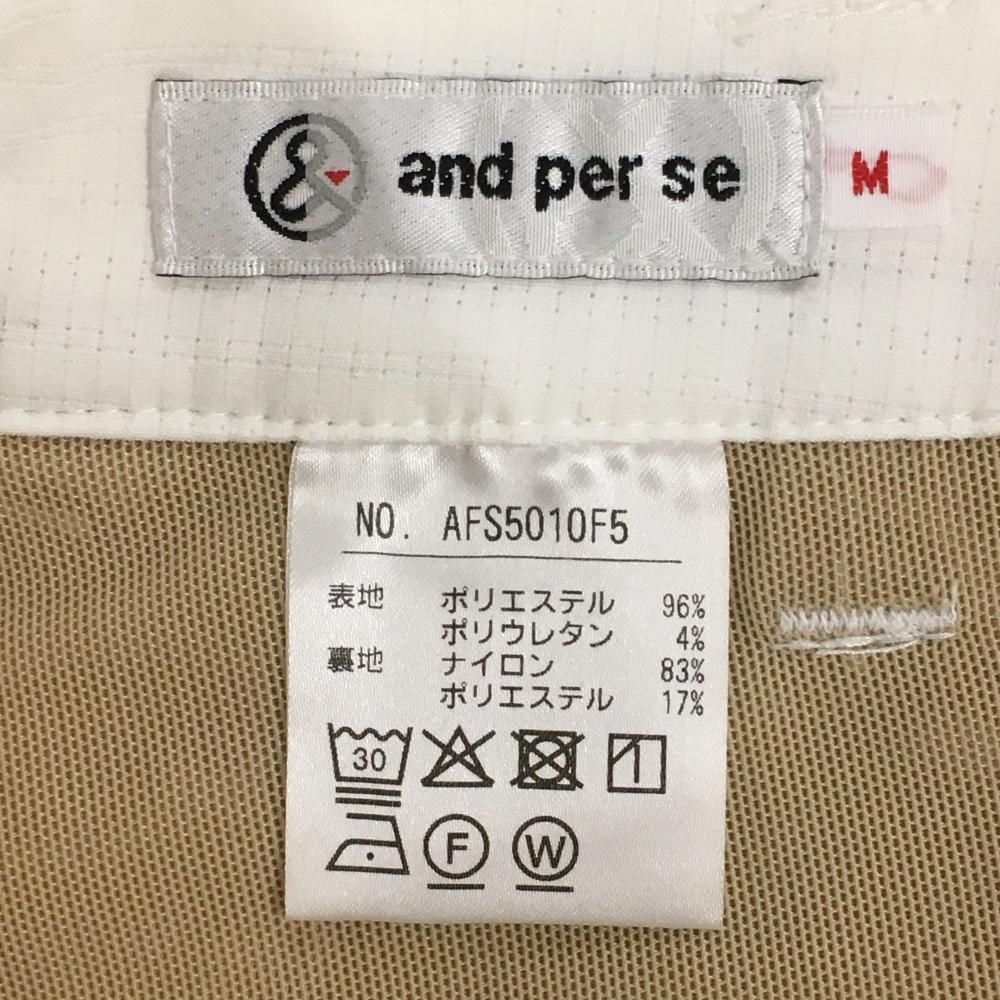 and per se
M
NO. AFS5010F5
表地 ポリエステル 96%
ポリウレタン 4%
裏地 ナイロン 83%
ポリエステル 17%
30
F W